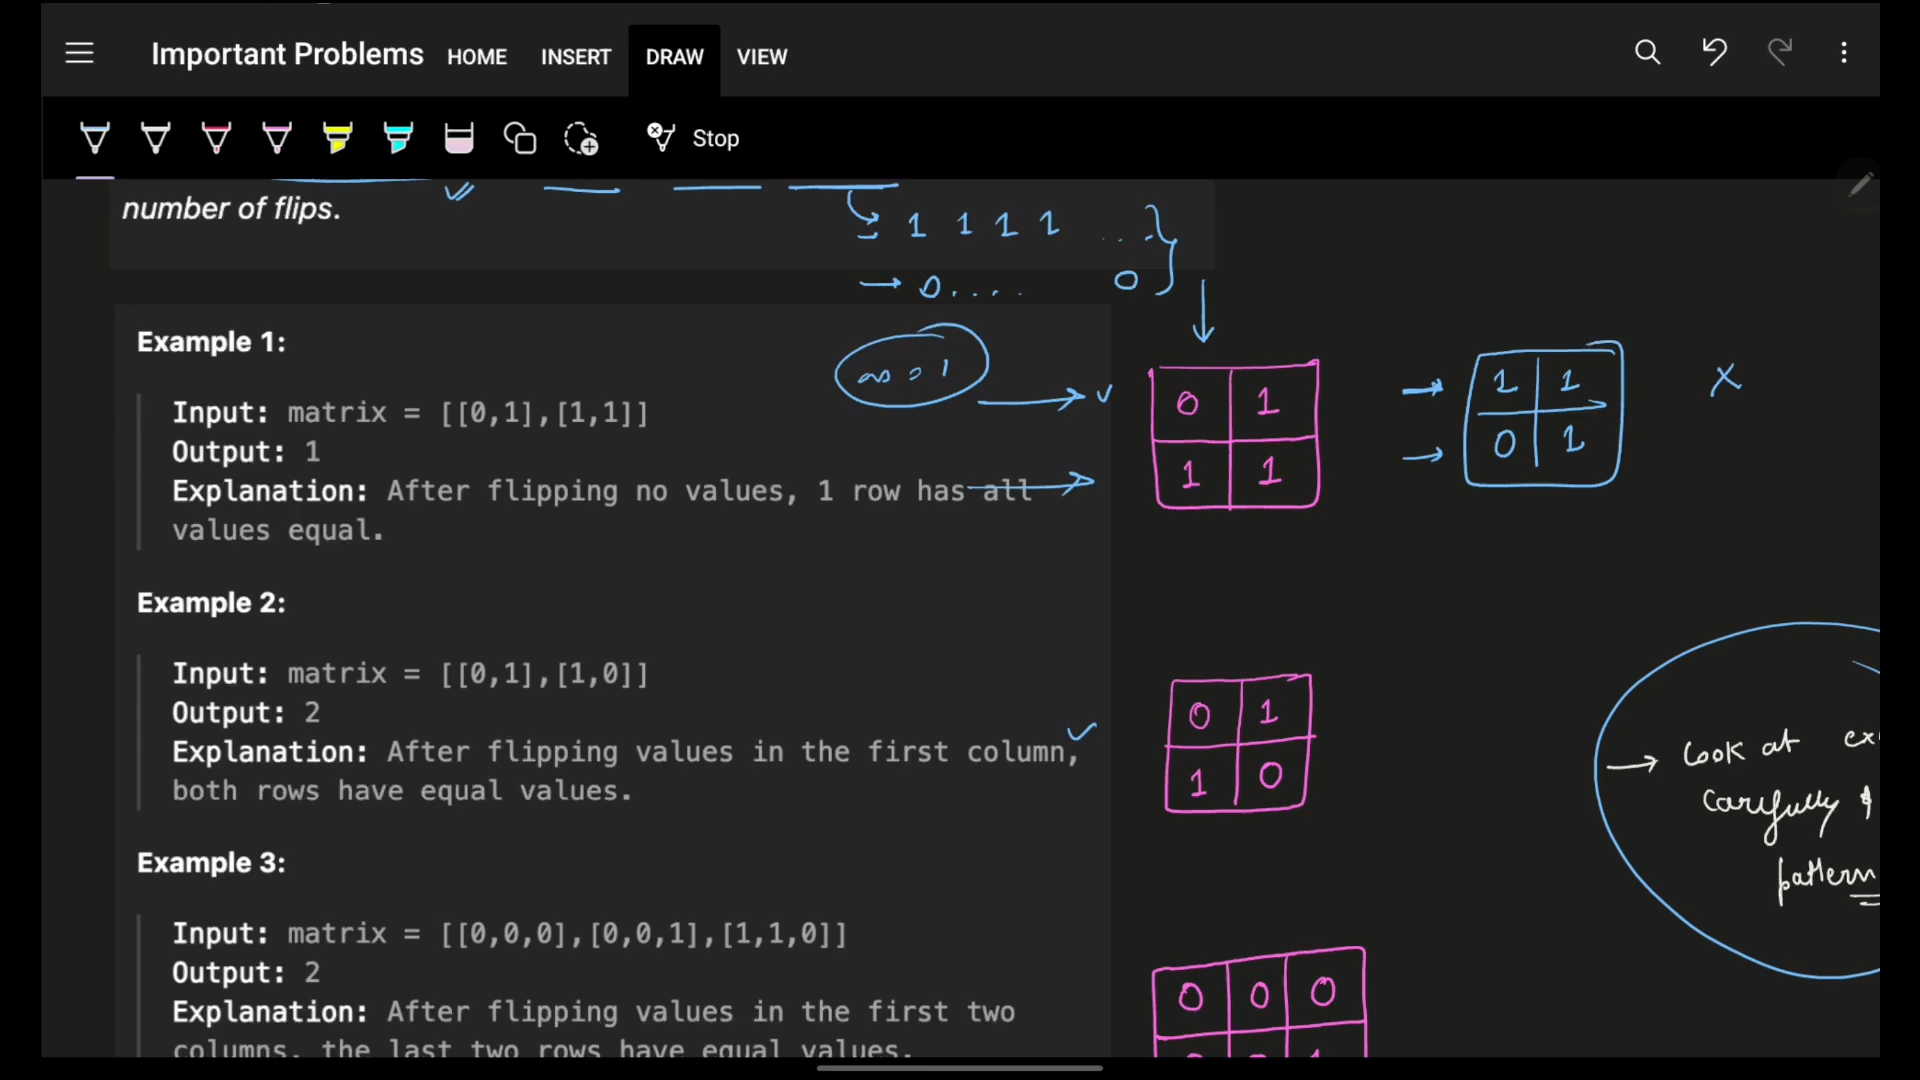 Important Problems HOME INSERT DRAW VIEW
Stop
number of flips.
1 1 1 1 ...
0 .... 0
Example 1:
Input: matrix = [[0,1],[1,1]]
Output: 1
Explanation: After flipping no values, 1 row has all
values equal.
0 1
1 1
1 1
0 1
X
Example 2:
Input: matrix = [[0,1],[1,0]]
Output: 2
Explanation: After flipping values in the first column,
both rows have equal values.
0 1
1 0
Look at
carefully &
pattern
Example 3:
Input: matrix = [[0,0,0],[0,0,1],[1,1,0]]
Output: 2
Explanation: After flipping values in the first two
columns, the last two rows have equal values.
0 0 0
0 0 1